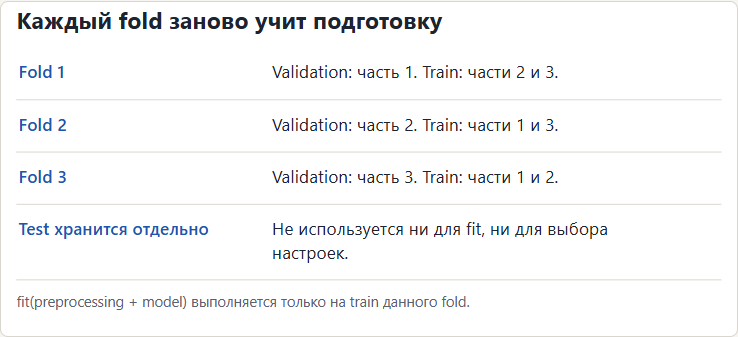 Каждый fold заново учит подготовку
Fold 1 Validation: часть 1. Train: части 2 и 3.
Fold 2 Validation: часть 2. Train: части 1 и 3.
Fold 3 Validation: часть 3. Train: части 1 и 2.
Test хранится отдельно Не используется ни для fit, ни для выбора
настроек.
fit(preprocessing + model) выполняется только на train данного fold.